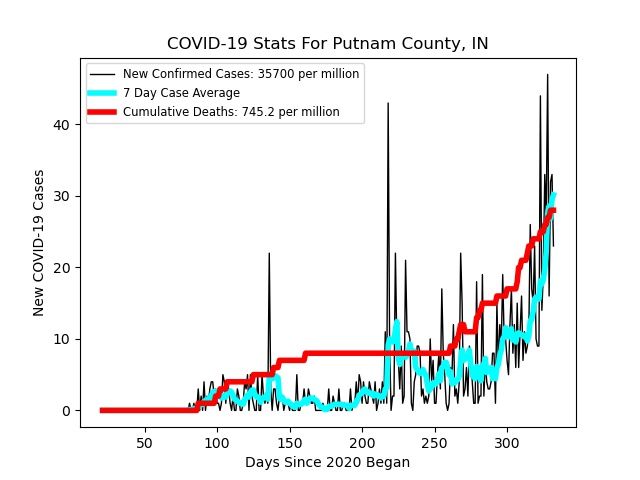 COVID-19 Stats For Putnam County, IN
New Confirmed Cases: 35700 per million
7 Day Case Average
Cumulative Deaths: 745.2 per million
New COVID-19 Cases
40
30
20
10
0
50 100 150 200 250 300
Days Since 2020 Began